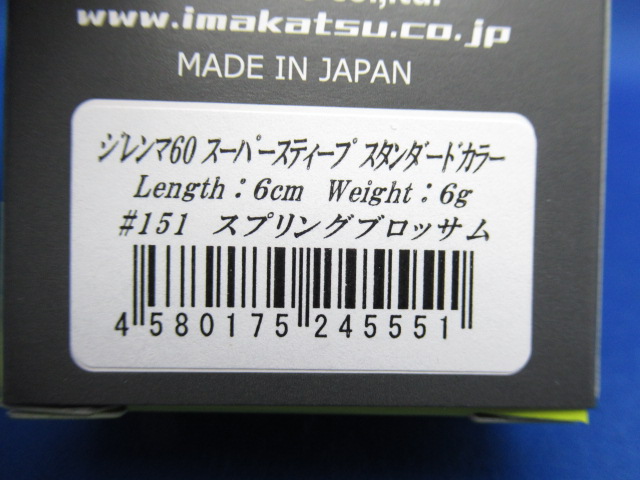 www.imakatsu.co.jp
MADE IN JAPAN
ジレンマ60 スーパースティープ スタンダードカラー
Length：6cm Weight：6g
#151 スプリングブロッサム
4 580175 245551